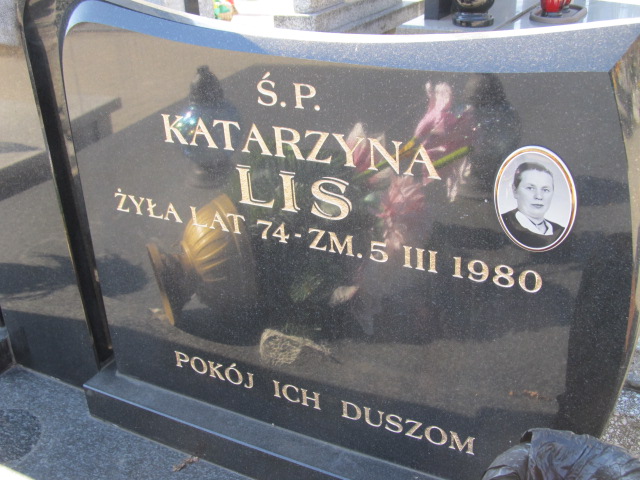 Ś.P.
KATARZYNA
LIS
ŻYŁA LAT 74 - ZM. 5 III 1980
POKÓJ ICH DUSZOM